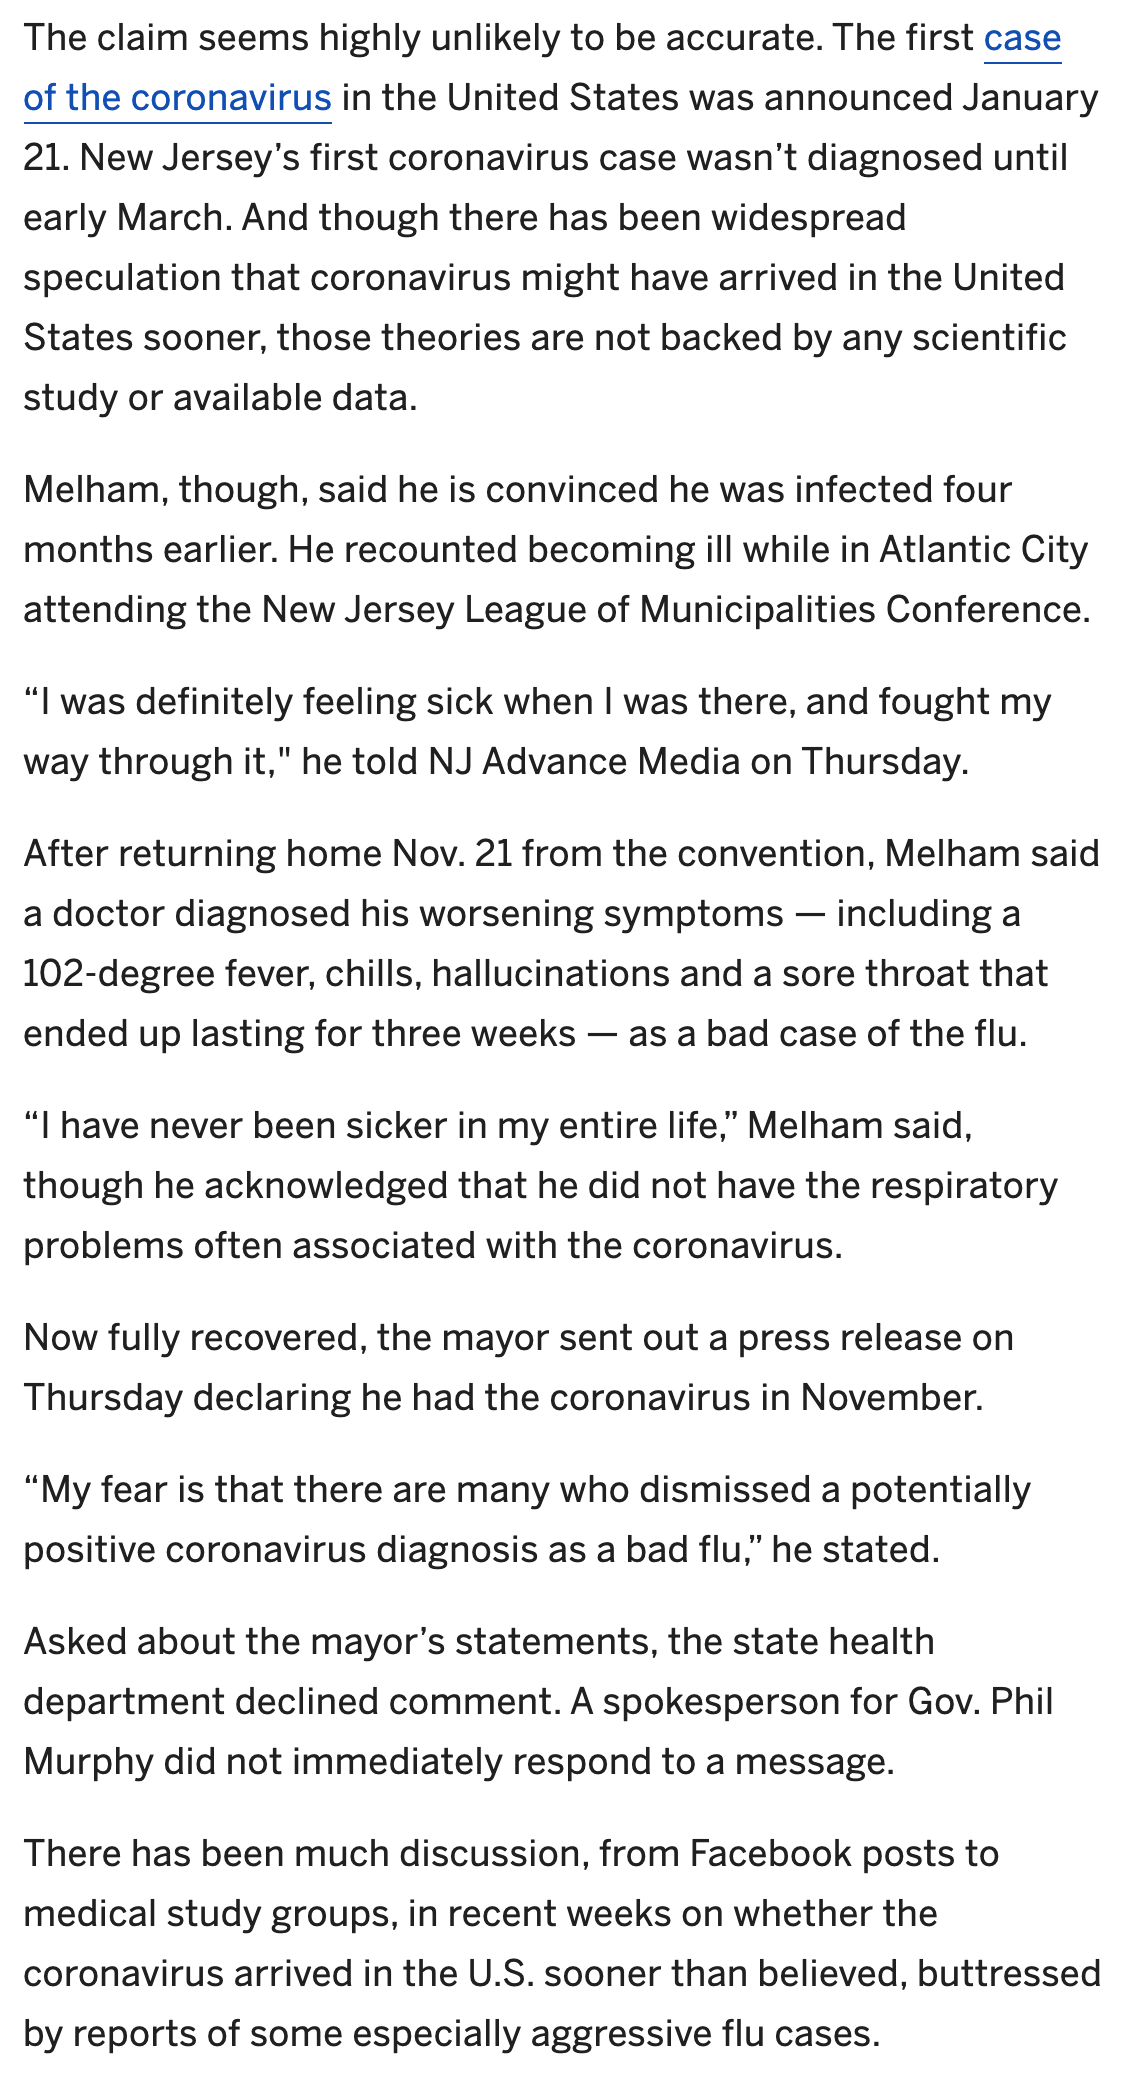 The claim seems highly unlikely to be accurate. The first case
of the coronavirus in the United States was announced January
21. New Jersey’s first coronavirus case wasn’t diagnosed until
early March. And though there has been widespread
speculation that coronavirus might have arrived in the United
States sooner, those theories are not backed by any scientific
study or available data.
Melham, though, said he is convinced he was infected four
months earlier. He recounted becoming ill while in Atlantic City
attending the New Jersey League of Municipalities Conference.
“I was definitely feeling sick when I was there, and fought my
way through it," he told NJ Advance Media on Thursday.
After returning home Nov. 21 from the convention, Melham said
a doctor diagnosed his worsening symptoms — including a
102-degree fever, chills, hallucinations and a sore throat that
ended up lasting for three weeks — as a bad case of the flu.
“I have never been sicker in my entire life,” Melham said,
though he acknowledged that he did not have the respiratory
problems often associated with the coronavirus.
Now fully recovered, the mayor sent out a press release on
Thursday declaring he had the coronavirus in November.
“My fear is that there are many who dismissed a potentially
positive coronavirus diagnosis as a bad flu,” he stated.
Asked about the mayor’s statements, the state health
department declined comment. A spokesperson for Gov. Phil
Murphy did not immediately respond to a message.
There has been much discussion, from Facebook posts to
medical study groups, in recent weeks on whether the
coronavirus arrived in the U.S. sooner than believed, buttressed
by reports of some especially aggressive flu cases.